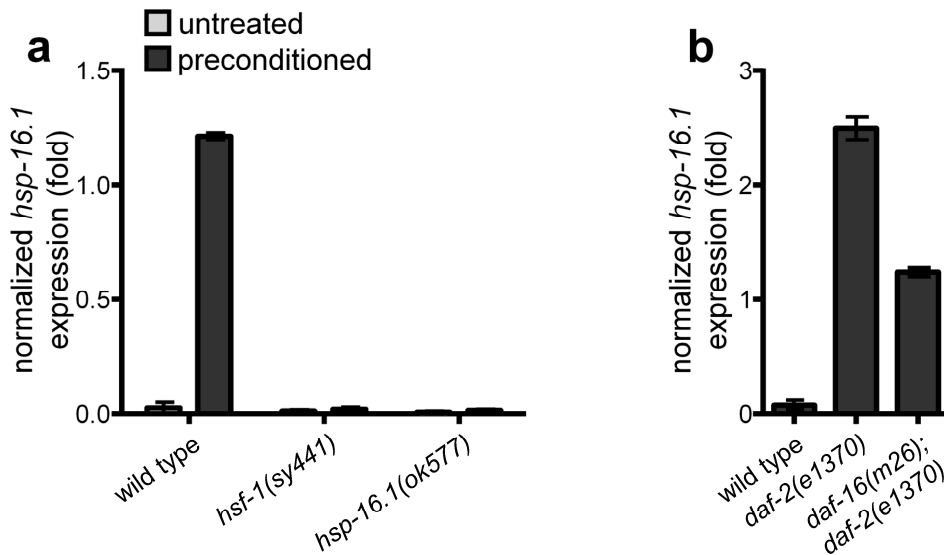 a
untreated
preconditioned
normalized hsp-16.1
expression (fold)
1.5
1.0
0.5
0.0
wild type
hsf-1(sy441)
hsp-16.1(ok577)
b
normalized hsp-16.1
expression (fold)
3
2
1
0
wild type
daf-2(e1370)
daf-16(m26);
daf-2(e1370)